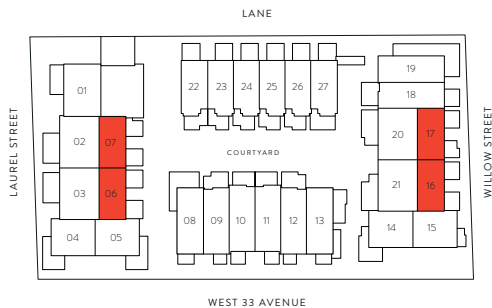 LANE
LAUREL STREET
WILLOW STREET
01
22 23 24 25 26 27
19
18
02 07
20 17
COURTYARD
03 06
21 16
08 09 10 11 12 13
04 05
14 15
WEST 33 AVENUE